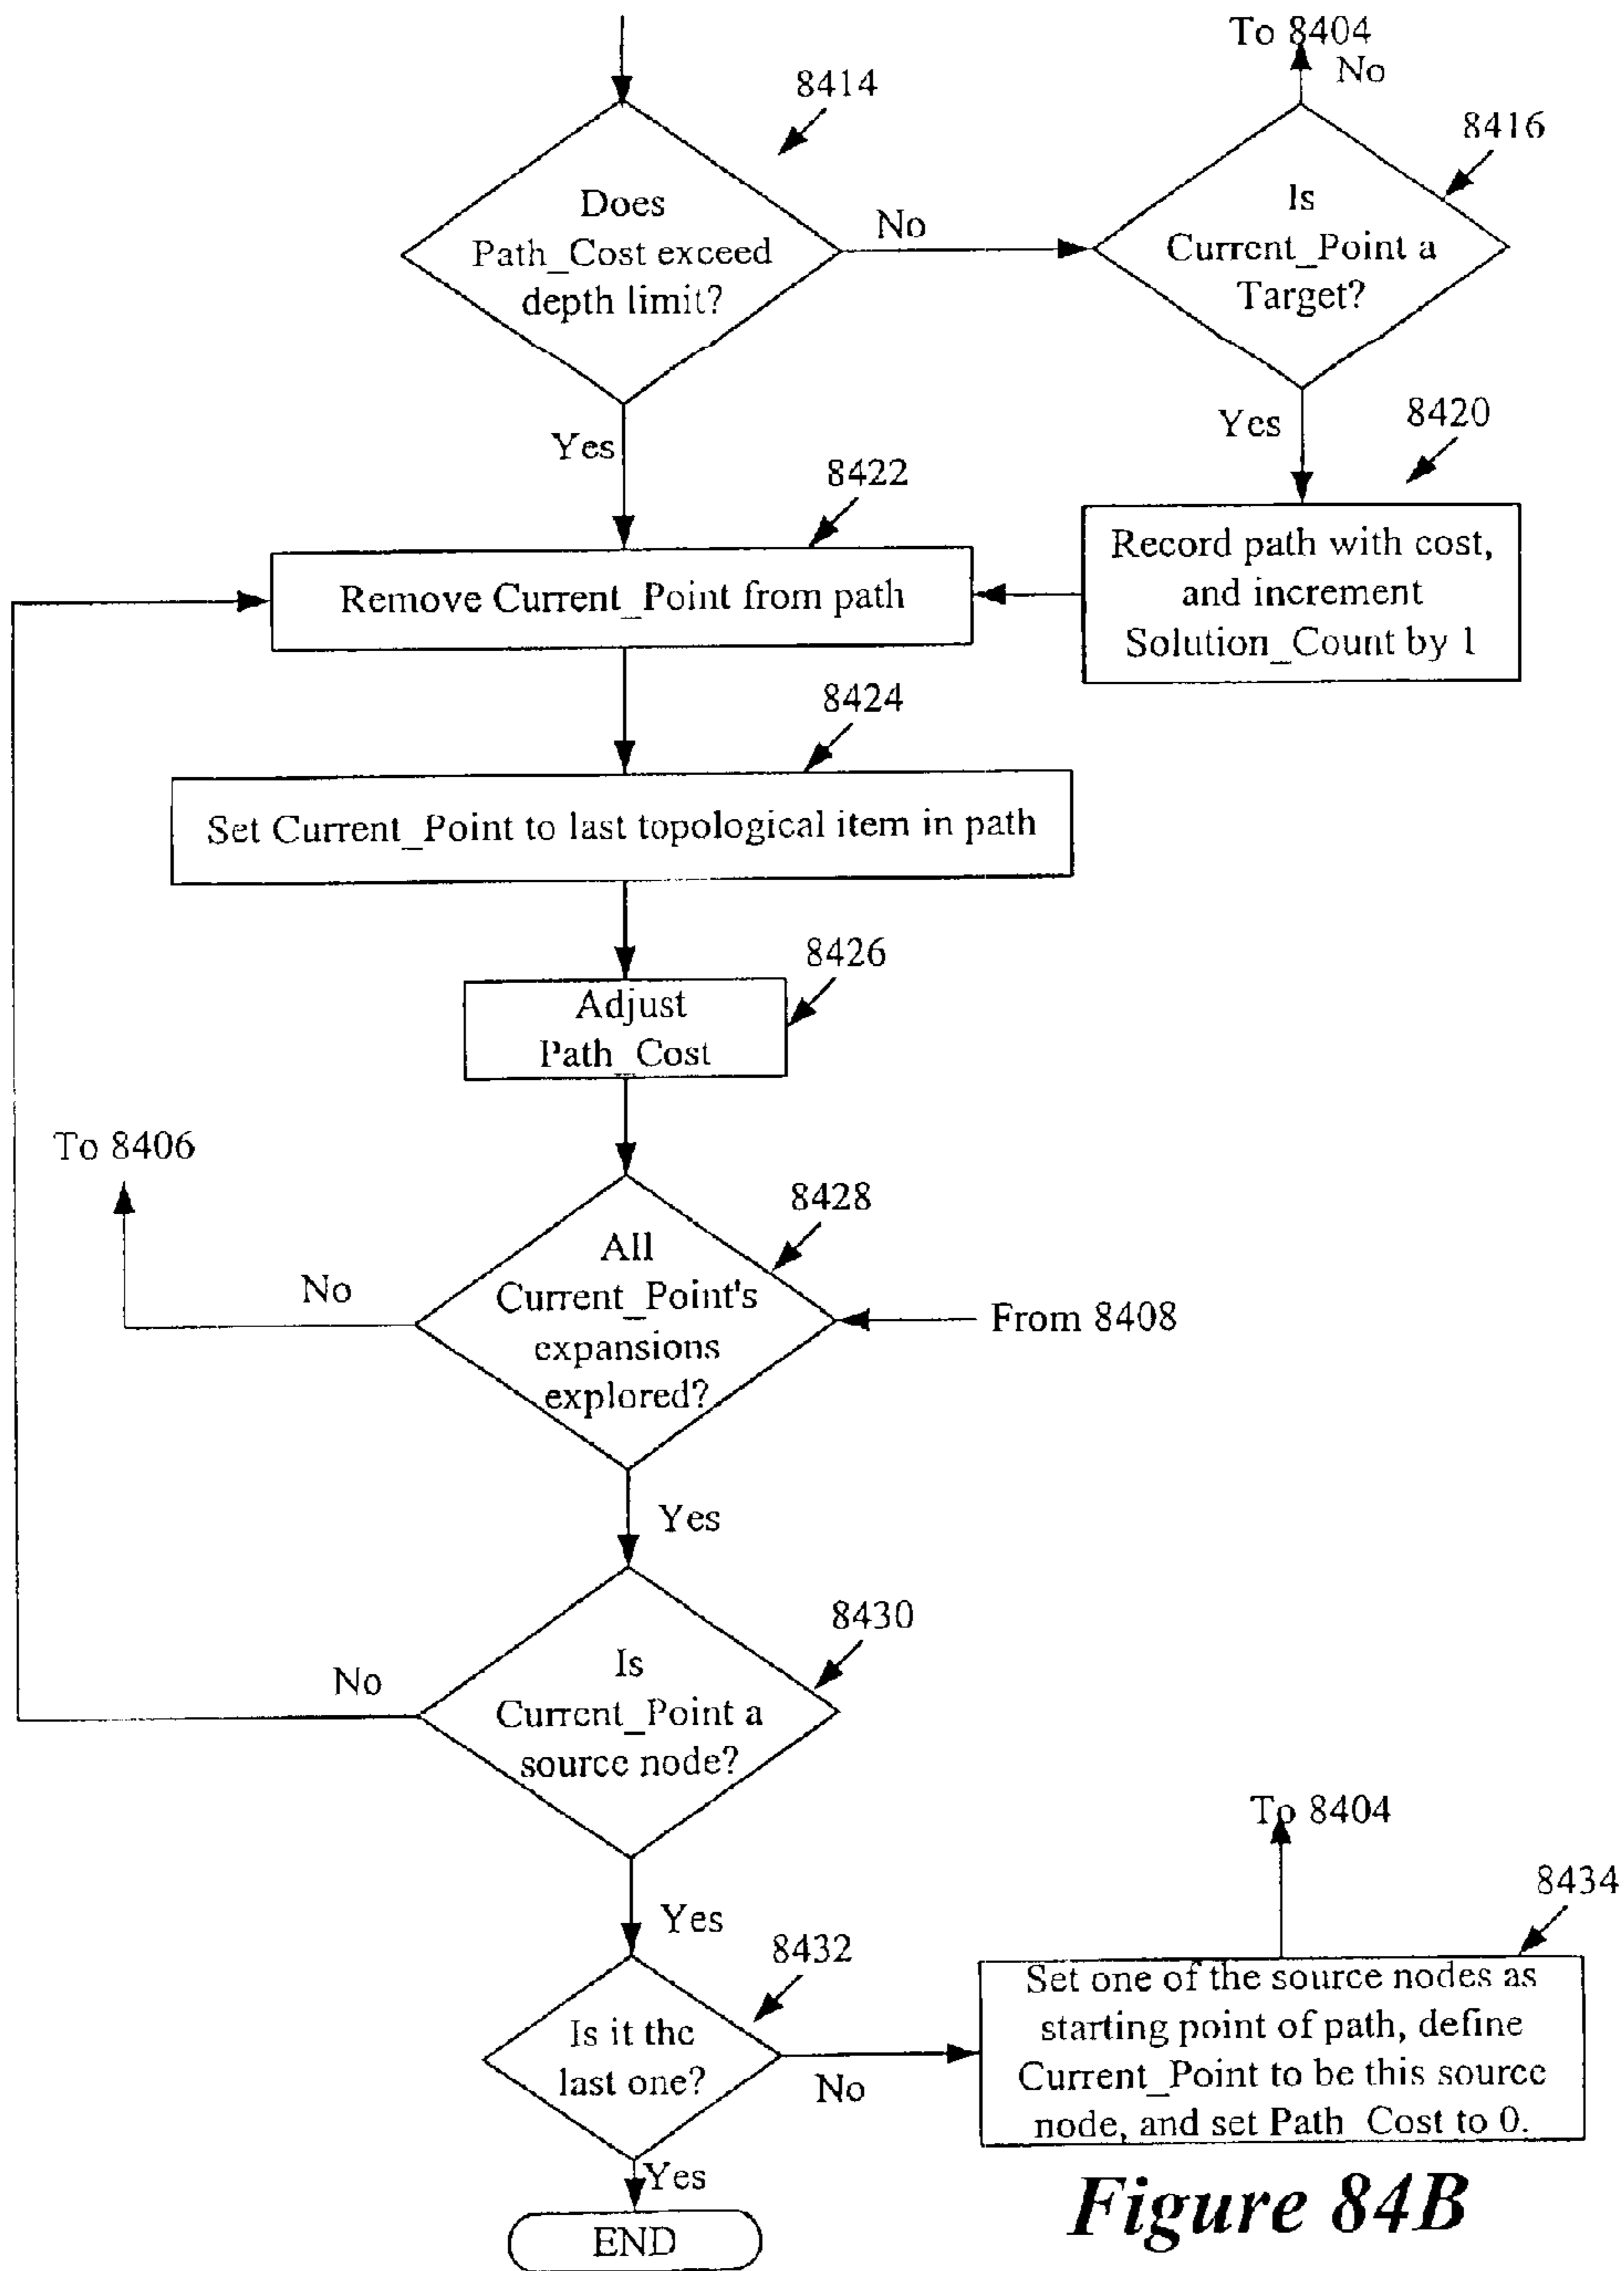 To 8404
No
8414
8416
Does
Path_Cost exceed
depth limit?
No
Is
Current_Point a
Target?
Yes
Yes
8420
8422
Remove Current_Point from path
Record path with cost,
and increment
Solution_Count by 1
8424
Set Current_Point to last topological item in path
8426
Adjust
Path_Cost
To 8406
8428
All
Current_Point's
expansions
explored?
No
From 8408
Yes
8430
Is
Current_Point a
source node?
No
To 8404
8434
Yes
8432
Is it the
last one?
No
Set one of the source nodes as
starting point of path, define
Current_Point to be this source
node, and set Path_Cost to 0.
Yes
END
Figure 84B